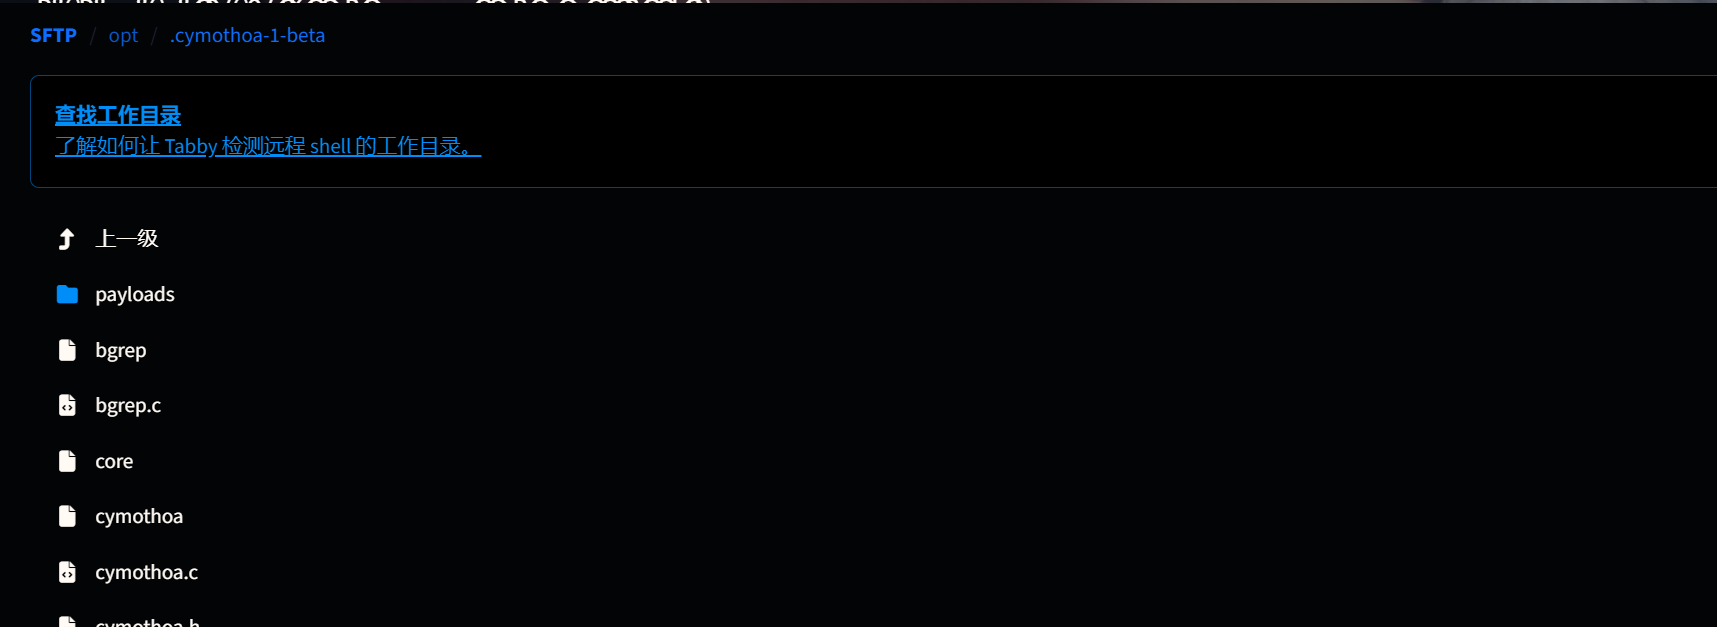 SFTP / opt / .cymothoa-1-beta
查找工作目录
了解如何让 Tabby 检测远程 shell 的工作目录。
上一级
payloads
bgrep
bgrep.c
core
cymothoa
cymothoa.c
cymothoa.h